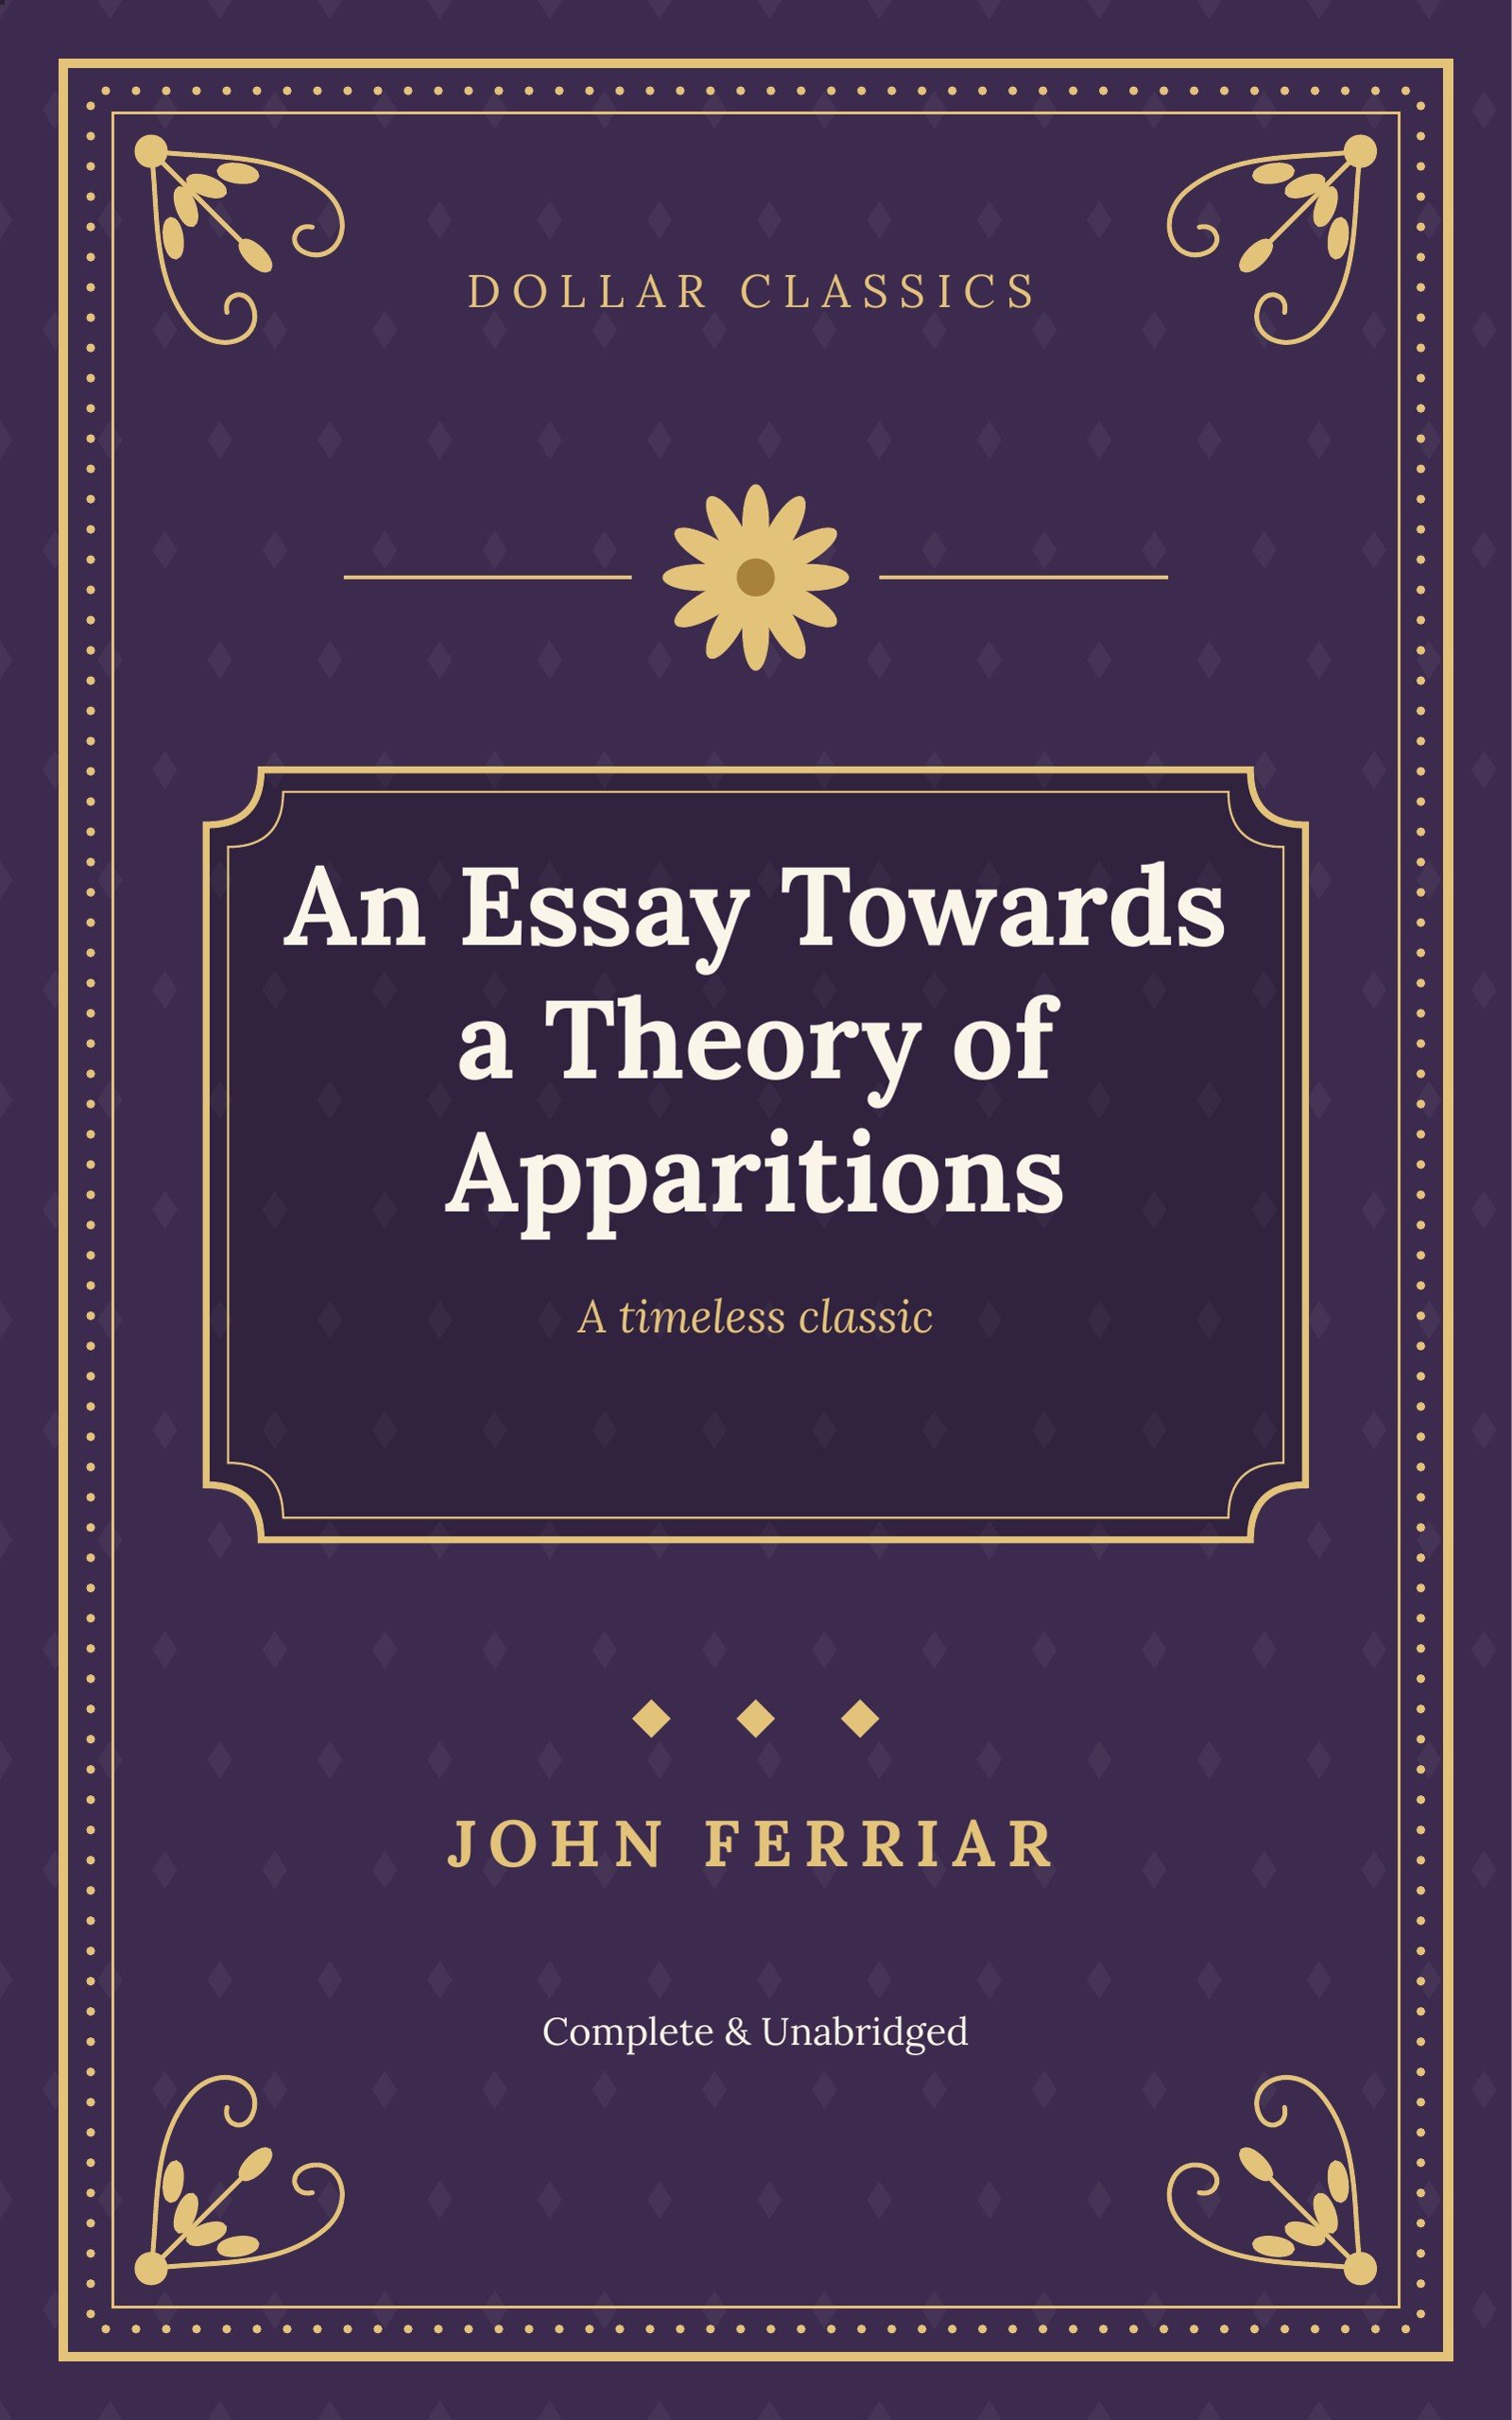 DOLLAR CLASSICS
An Essay Towards
a Theory of
Apparitions
A timeless classic
JOHN FERRIAR
Complete & Unabridged